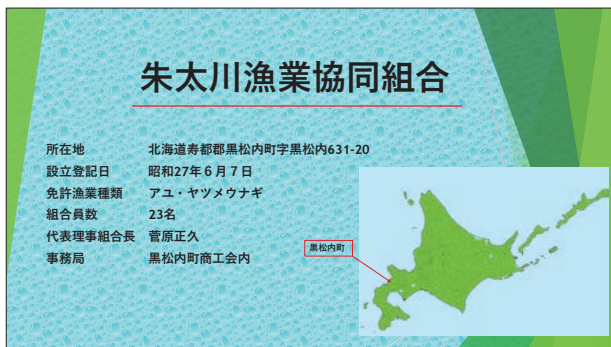 朱太川漁業協同組合
所在地 北海道寿都郡黒松内町字黒松内631-20
設立登記日 昭和27年6月7日
免許漁業種類 アユ・ヤツメウナギ
組合員数 23名
代表理事組合長 菅原正久
事務局 黒松内町商工会内
黒松内町